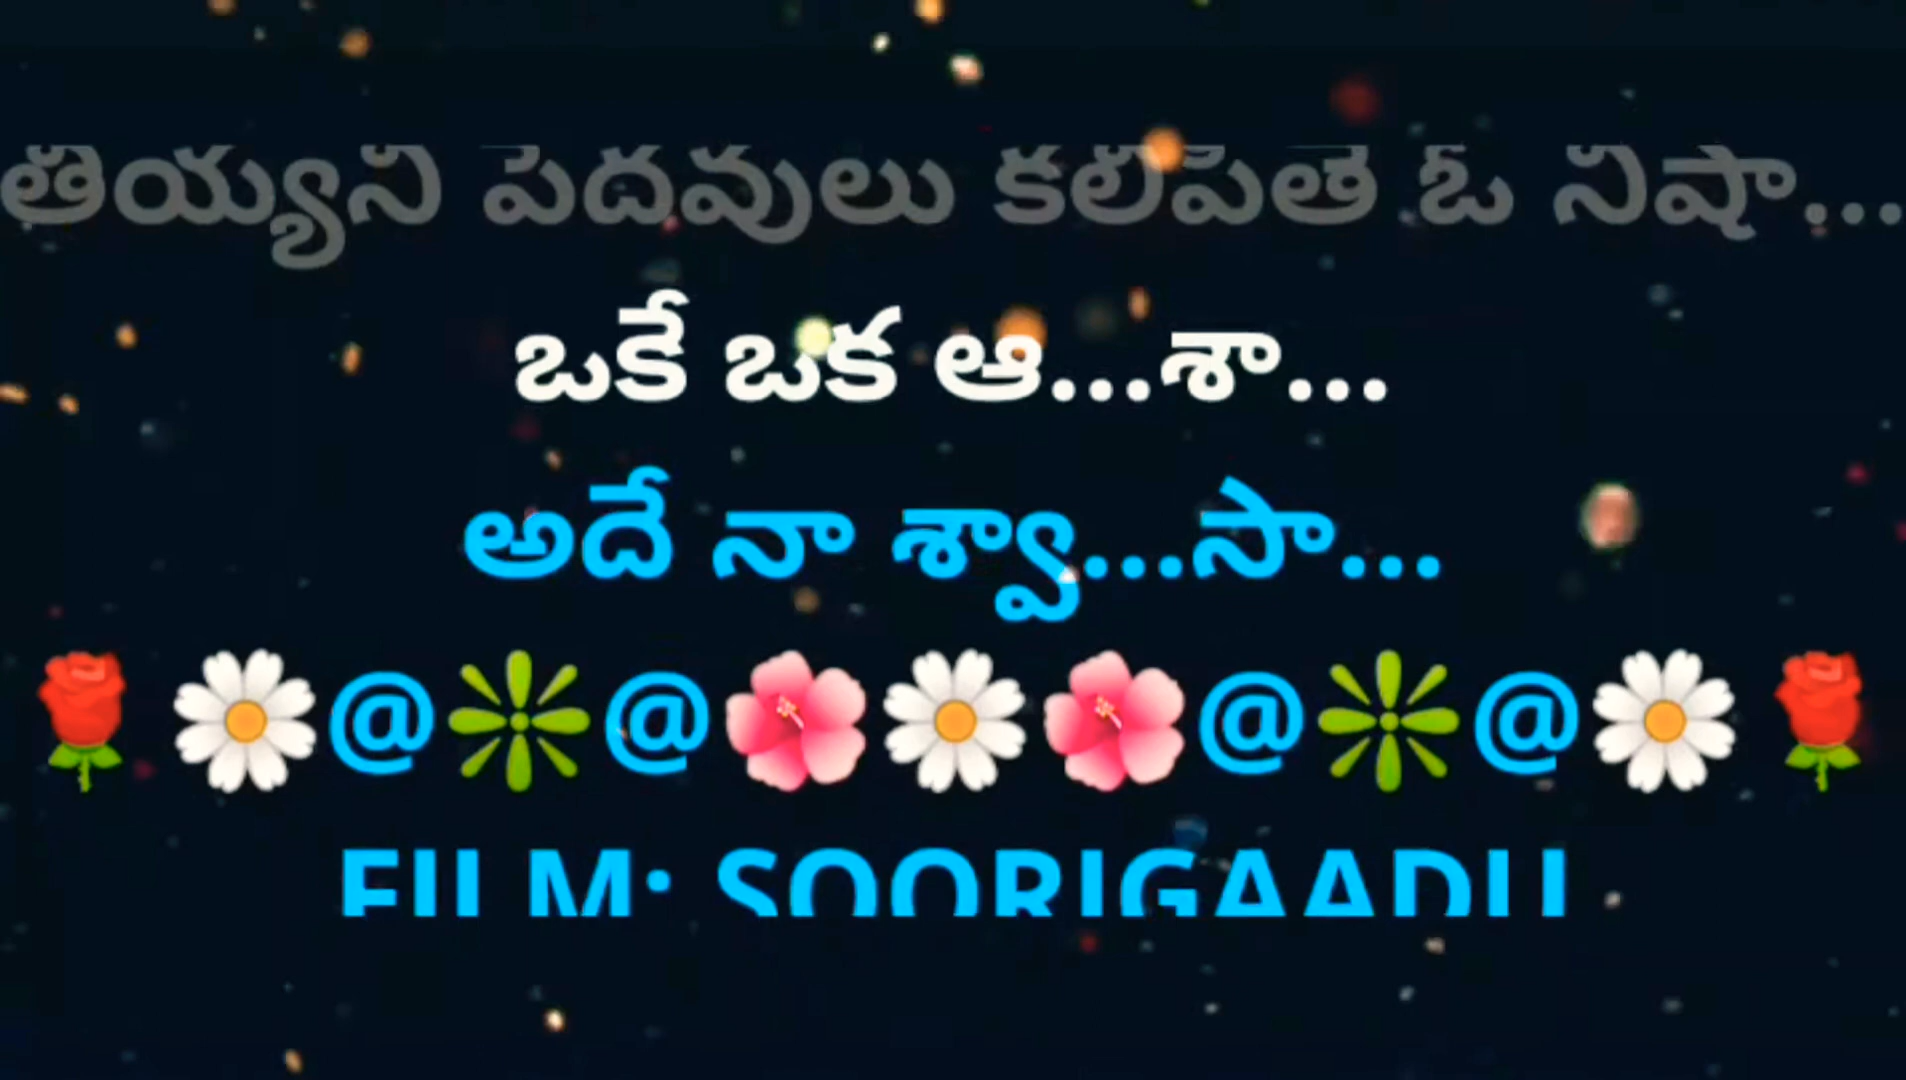 తియ్యని పెదవులు కలిపితే ఓ నిషా...
ఒకే ఒక ఆ...శా...
అదే నా శ్వా...సా...
@@@@
FILM: SOORIGAADU